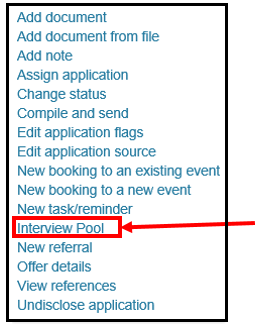 Add document
Add document from file
Add note
Assign application
Change status
Compile and send
Edit application flags
Edit application source
New booking to an existing event
New booking to a new event
New task/reminder
Interview Pool
New referral
Offer details
View references
Undisclose application